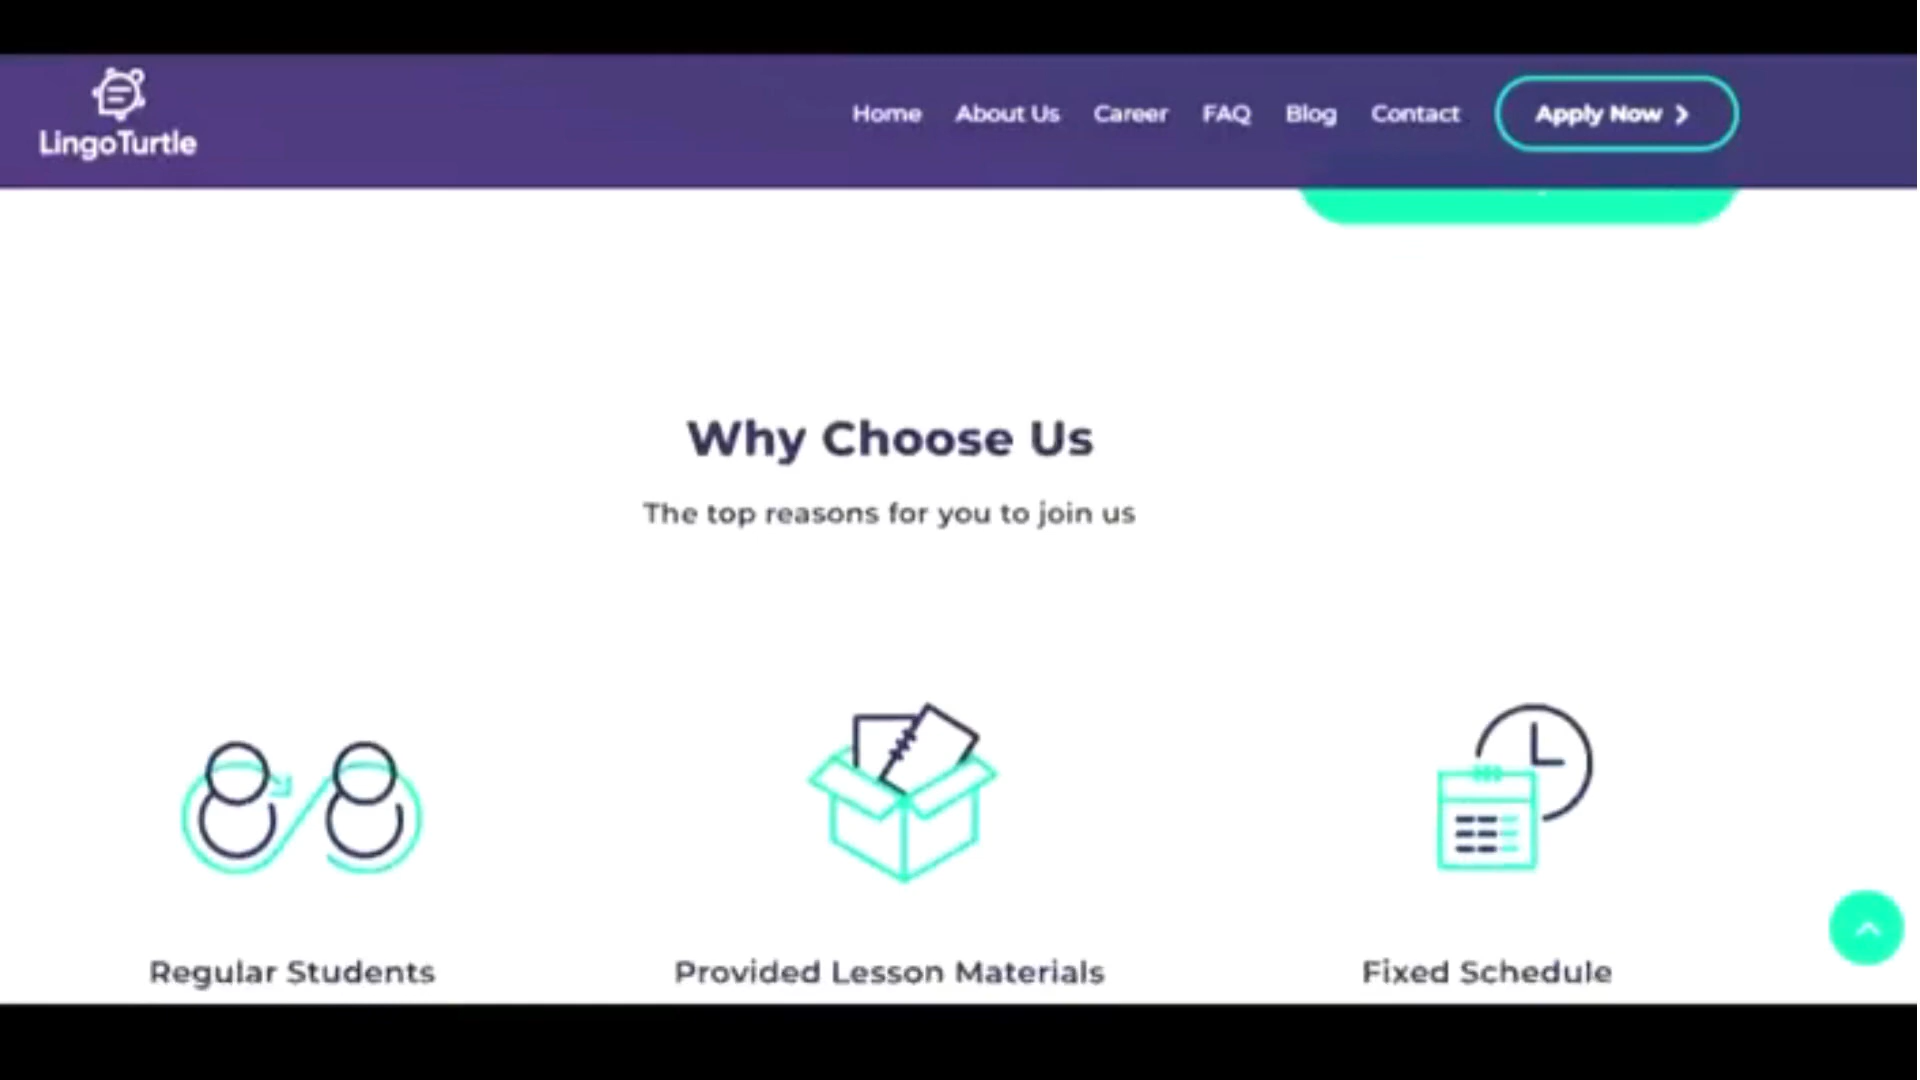 LingoTurtle
Home About Us Career FAQ Blog Contact Apply Now
Why Choose Us
The top reasons for you to join us
Regular Students Provided Lesson Materials Fixed Schedule